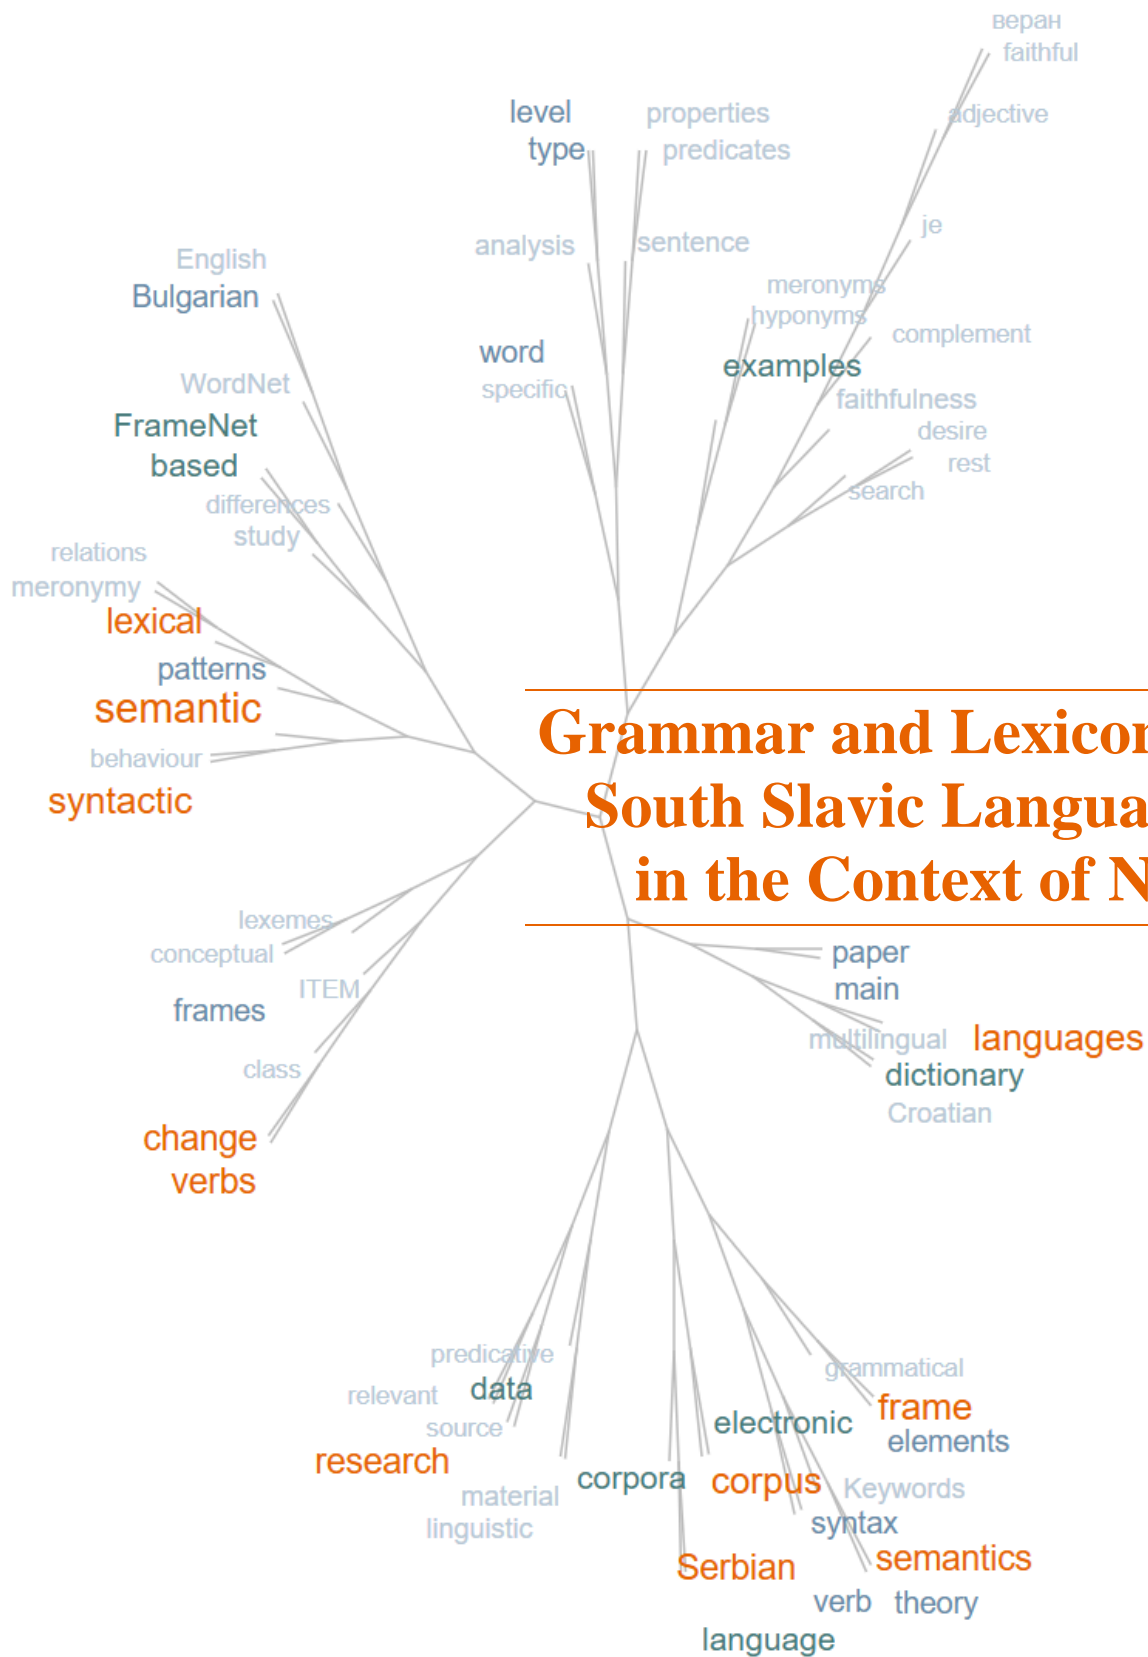 веран
faithful
level
properties
adjective
type
predicates
je
analysis
sentence
English
meronyms
Bulgarian
hyponyms
complement
word
examples
WordNet
specific
faithfulness
FrameNet
desire
based
rest
differences
search
study
relations
meronymy
lexical
patterns
semantic
behaviour
syntactic
Grammar and Lexicon
South Slavic Langua
in the Context of N
lexemes
conceptual
paper
ITEM
main
frames
multilingual
languages
class
dictionary
Croatian
change
verbs
predicative
grammatical
data
relevant
frame
source
electronic
elements
research
corpora
corpus
Keywords
material
linguistic
syntax
Serbian
semantics
verb
theory
language